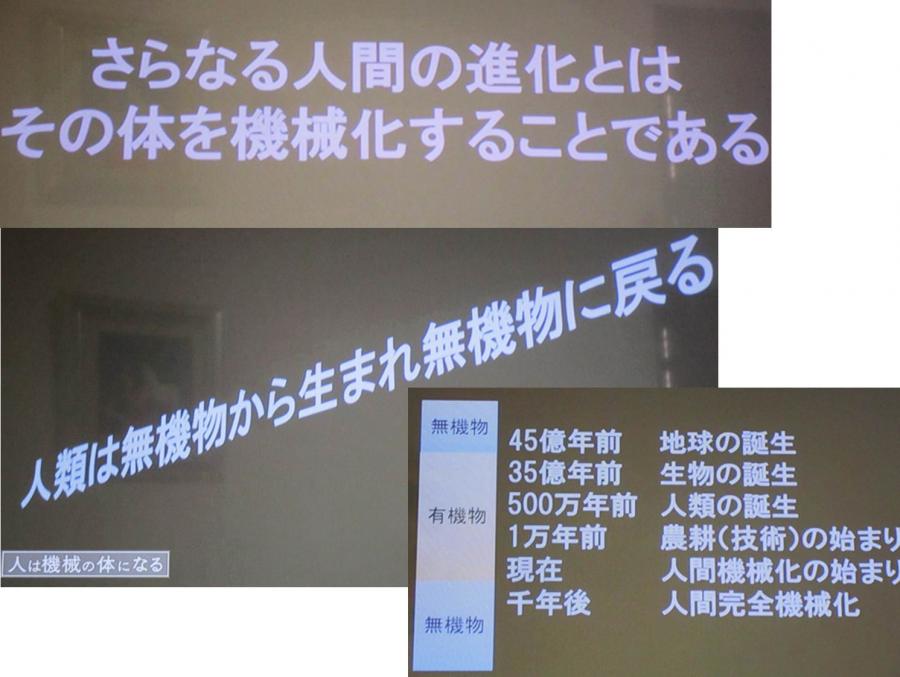 さらなる人間の進化とは
その体を機械化することである
人類は無機物から生まれ無機物に戻る
人は機械の体になる
無機物
有機物
無機物
45億年前 地球の誕生
35億年前 生物の誕生
500万年前 人類の誕生
1万年前 農耕(技術)の始まり
現在 人間機械化の始まり
千年後 人間完全機械化